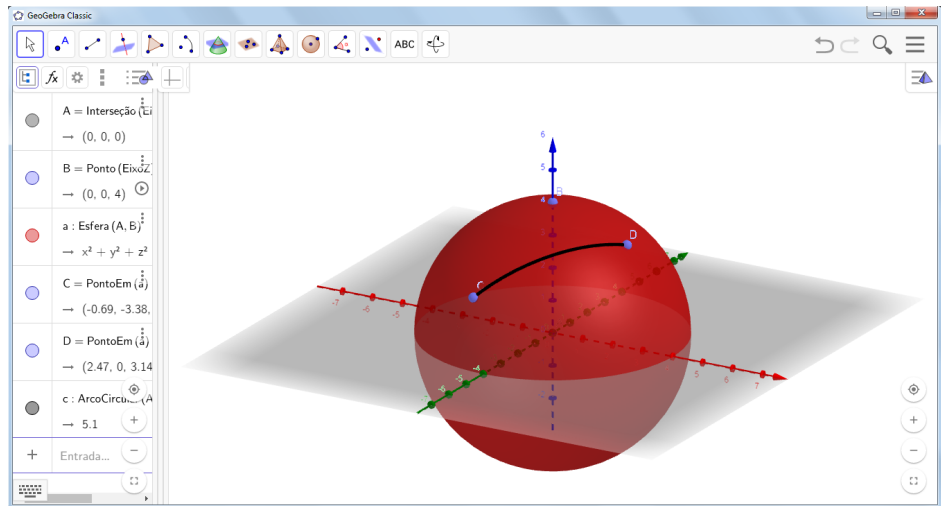 GeoGebra Classic
ABC
fx
A = Interseção (Ei
→ (0, 0, 0)
B = Ponto (EixoZ)
→ (0, 0, 4)
a : Esfera (A, B)
→ x² + y² + z²
C = PontoEm (a)
→ (-0.69, -3.38,
D = PontoEm (a)
→ (2.47, 0, 3.14
c : ArcoCircular (A
→ 5.1
+ Entrada...
6
5
B
4
D
C
-7
-6
-5
-4
-5
-6
5
6
7